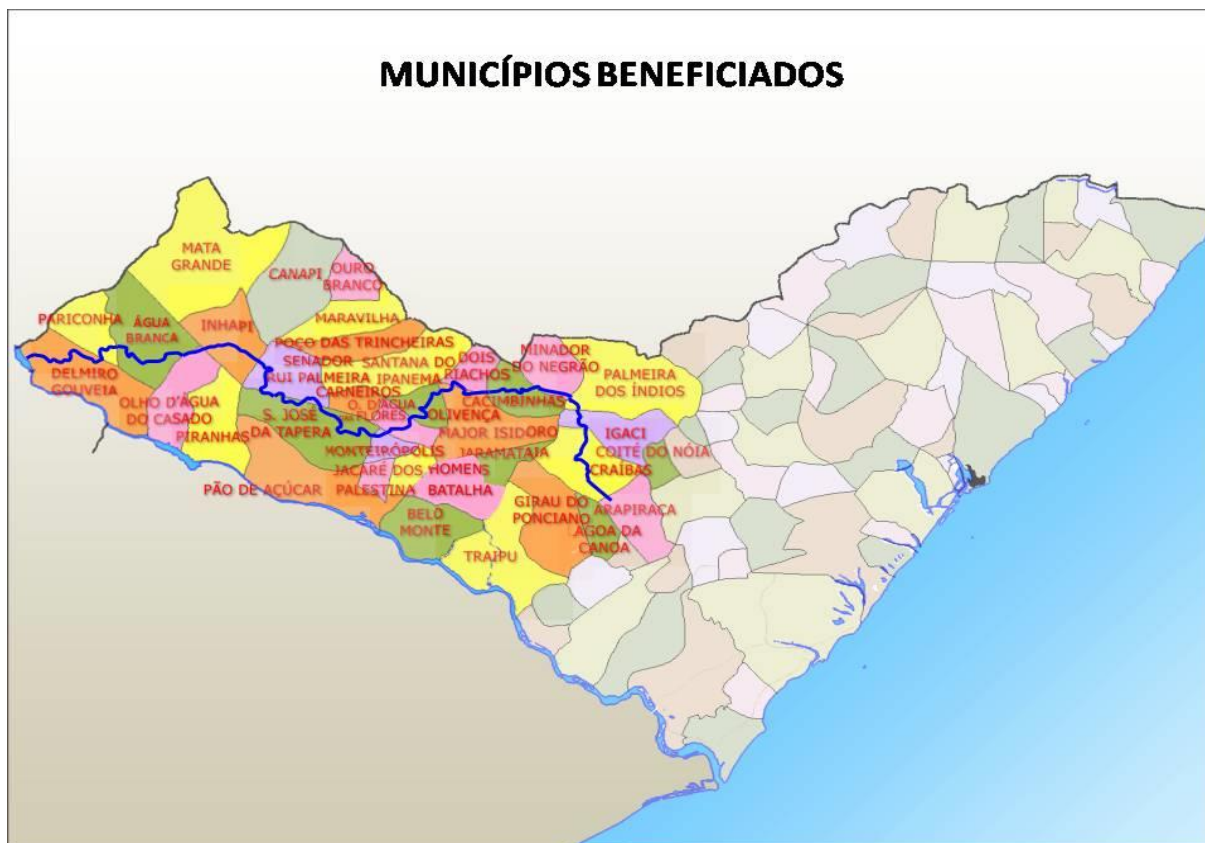 MUNICÍPIOS BENEFICIADOS
MATA
GRANDE
CANAPI
OURO
BRANCO
PARICONHA
ÁGUA
BRANCA
INHAPI
MARAVILHA
POÇO DAS TRINCHEIRAS
DELMIRO
GOUVEIA
SENADOR
RUI PALMEIRA
SANTANA DO
IPANEMA
DOIS
RIACHOS
MINADOR
DO NEGRÃO
PALMEIRA
DOS ÍNDIOS
OLHO D'ÁGUA
DO CASADO
PIRANHAS
CARNEIROS
O. D'ÁGUA
FLORES
CACIMBINHAS
OLIVENÇA
S. JOSÉ
DA TAPERA
MAJOR ISIDORO
IGACI
COITÉ DO NÓIA
MONTEIRÓPOLIS
JARAMATAIA
CRAÍBAS
JACARÉ DOS HOMENS
PÃO DE AÇÚCAR
PALESTINA
BATALHA
GIRAU DO
PONCIANO
ARAPIRACA
BELO
MONTE
AGOA DA
CANOA
TRAIPU